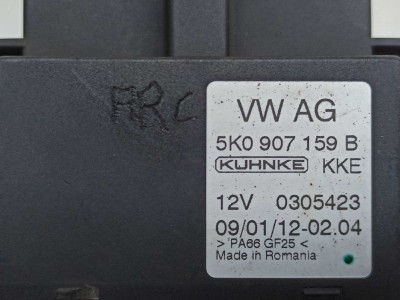 ARC
VW AG
5K0 907 159 B
KUHNKE KKE
12V 0305423
09/01/12-02.04
> PA66 GF25 <
Made in Romania